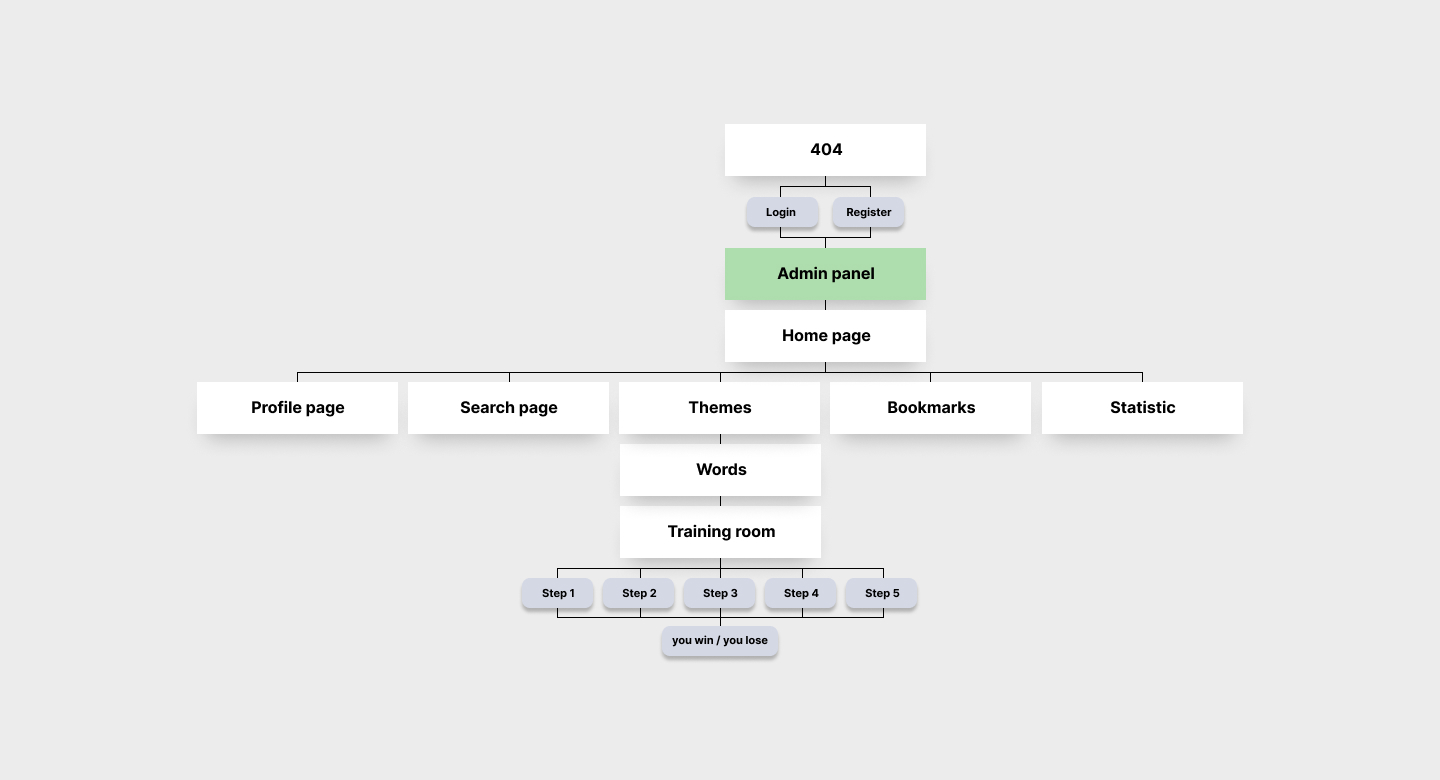 404
Login
Register
Admin panel
Home page
Profile page
Search page
Themes
Bookmarks
Statistic
Words
Training room
Step 1
Step 2
Step 3
Step 4
Step 5
you win / you lose